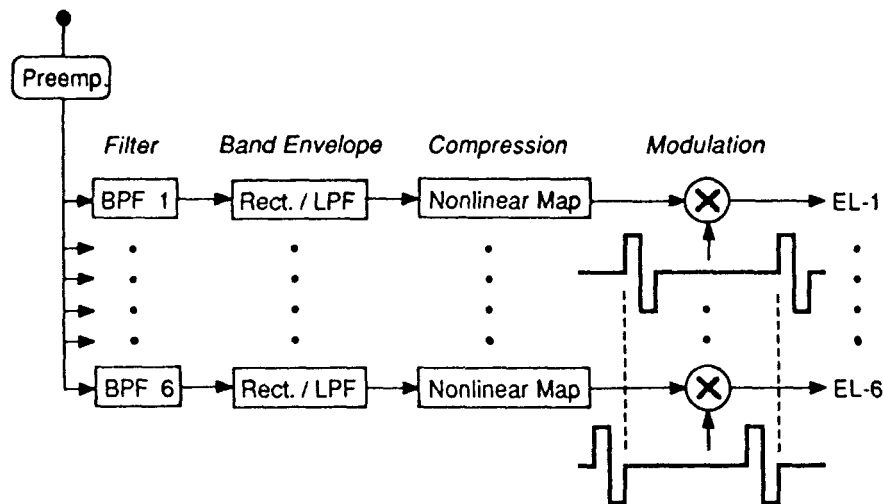 Preemp.
Filter Band Envelope Compression Modulation
BPF 1 Rect. / LPF Nonlinear Map EL-1
BPF 6 Rect. / LPF Nonlinear Map EL-6